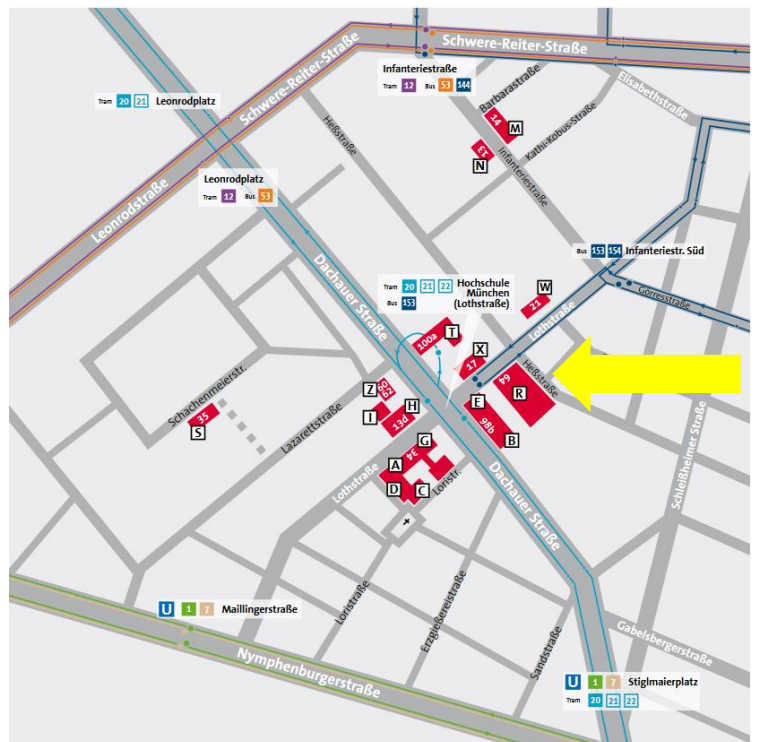 Schwere-Reiter-Straße
Infanteriestraße
Tram 12 Bus 53 144
Schwere-Reiter-Straße
Barbarastraße
Elisabethstraße
Tram 20 21 Leonrodplatz
Heßstraße
14
M
Kathi-Kobus-Straße
13
N
Infanteriestraße
Leonrodplatz
Tram 12 Bus 53
Leonrodstraße
Bus 153 154 Infanteriestr. Süd
Dachauer Straße
Tram 20 21 22 Hochschule
München
Bus 153 (Lothstraße)
W
21
Görresstraße
Lothstraße
T
100a
X
17
Heßstraße
64
R
Schachenmeierstr.
Z
60
62
H
I
13d
E
98b
B
35
S
Lazarettstraße
G
34
A
D
C
Loristr.
Lothstraße
Dachauer Straße
Schleißheimer Straße
U 1 7 Maillingerstraße
Loristraße
Erzgießereistraße
Sandstraße
Gabelsbergerstraße
Nymphenburgerstraße
U 1 7 Stiglmaierplatz
Tram 20 21 22